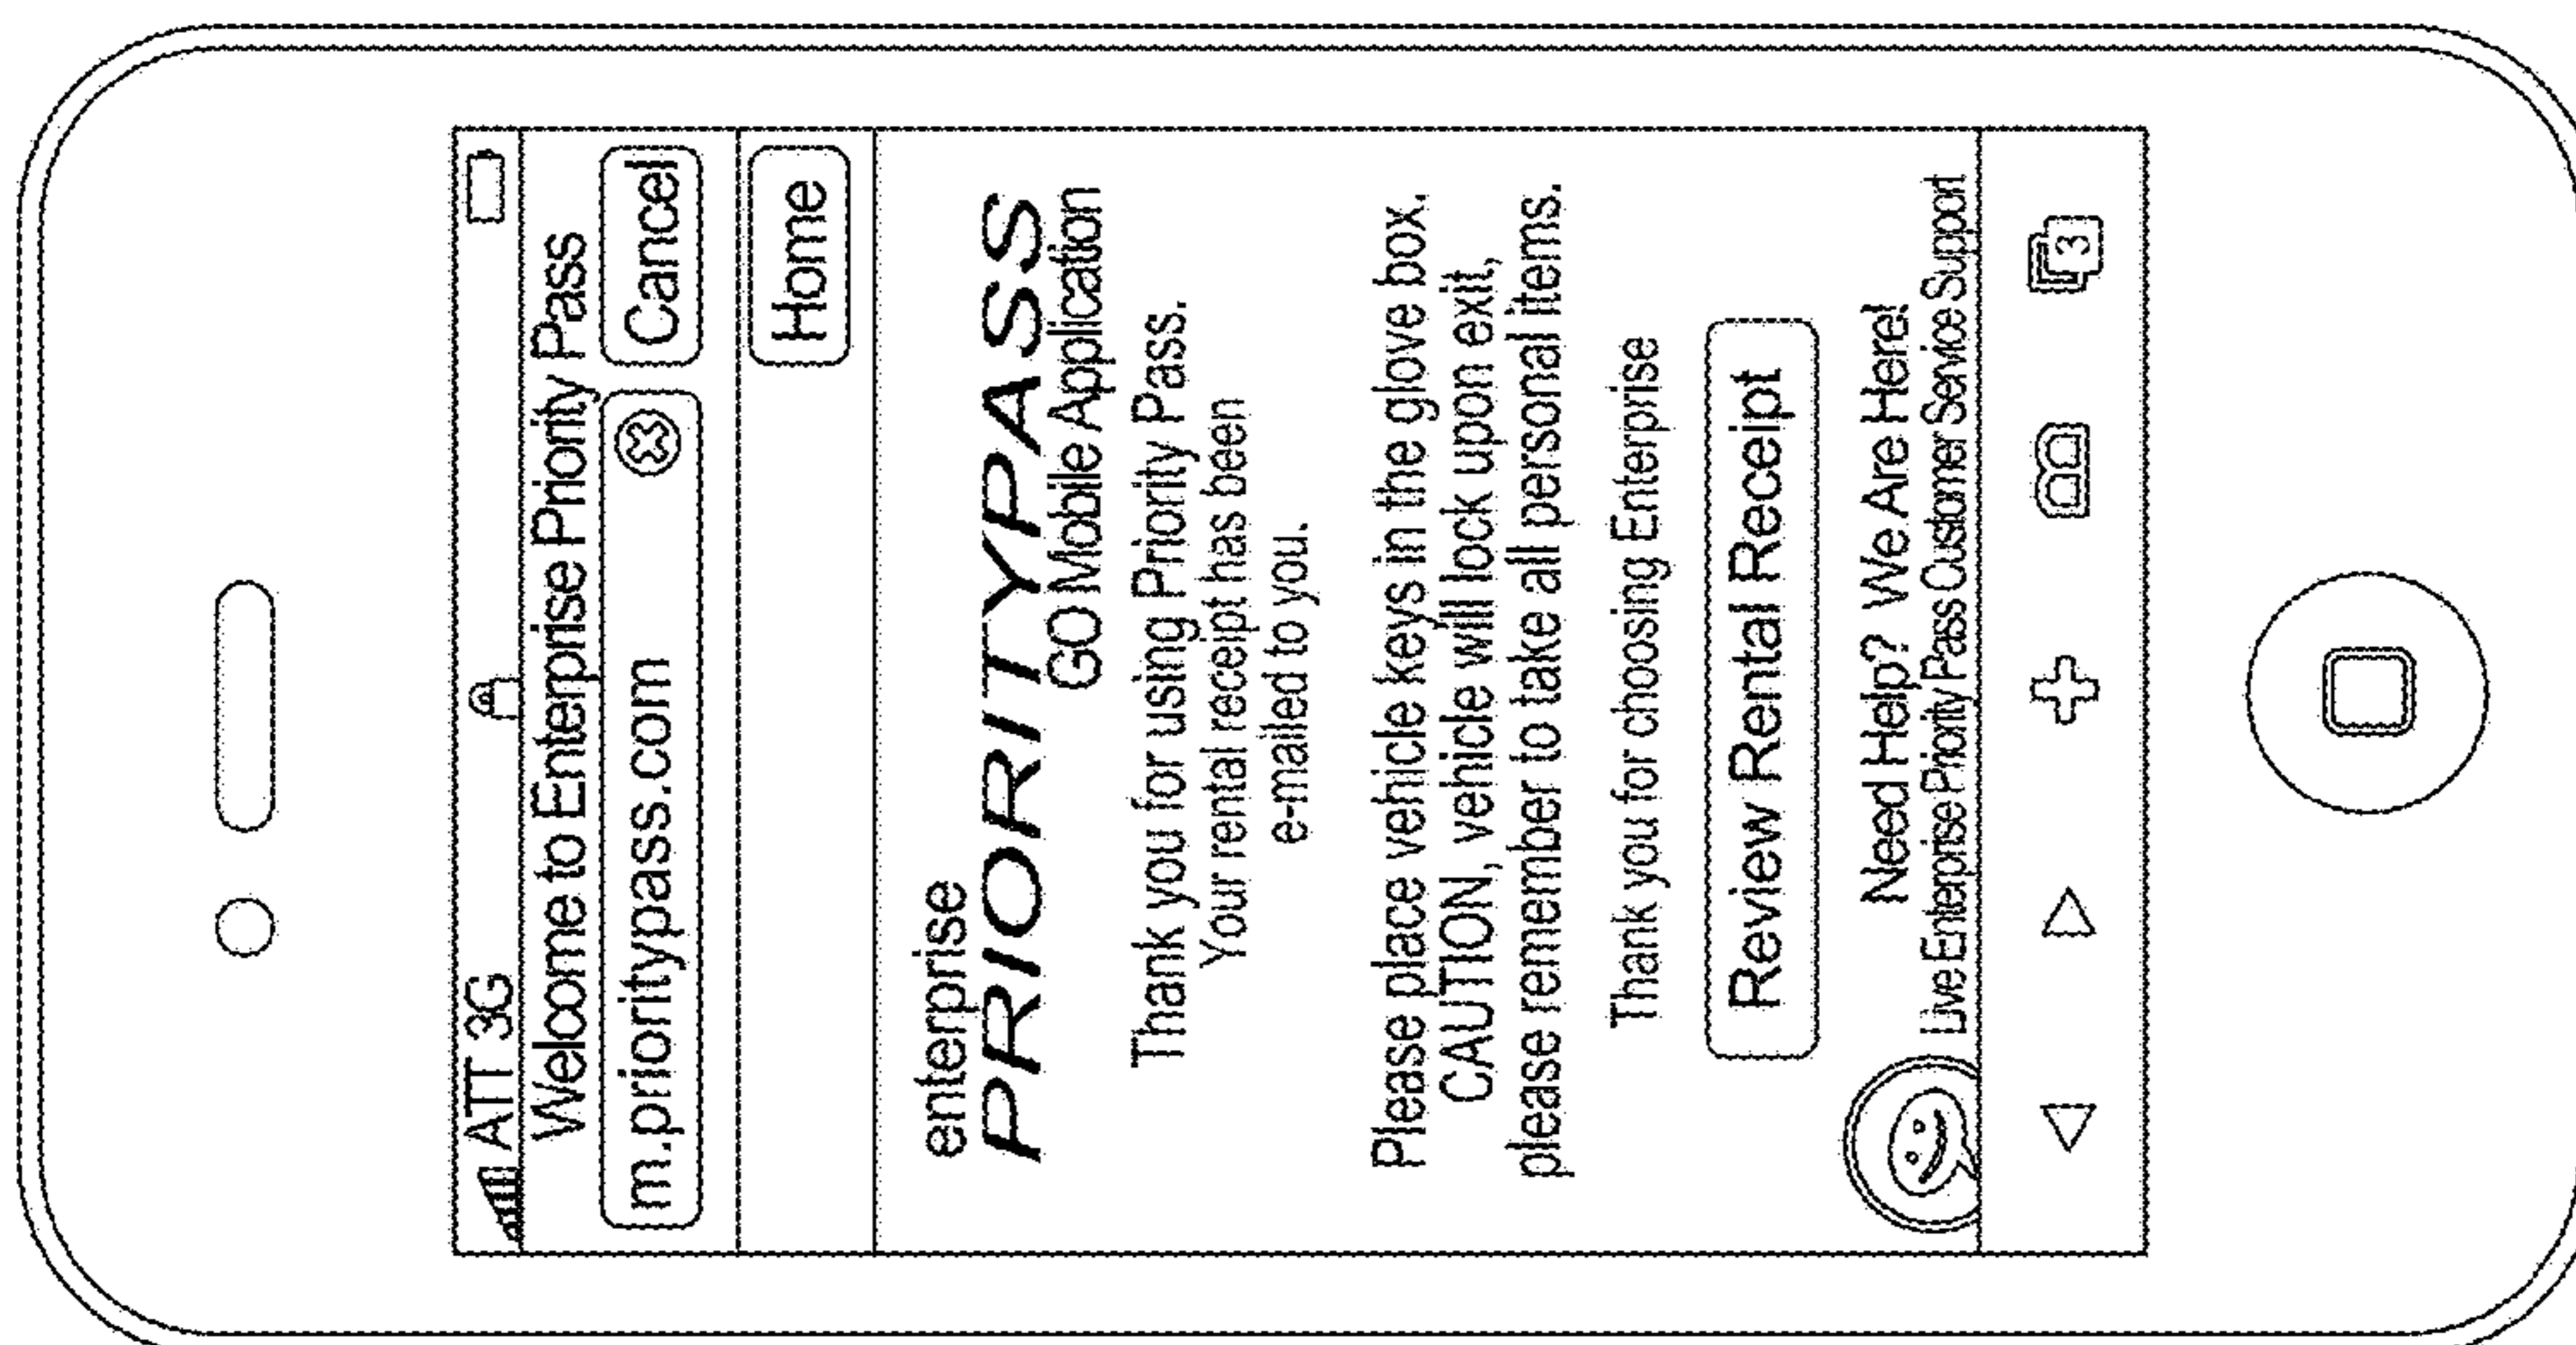 ATT 3G
Welcome to Enterprise Priority Pass
m.prioritypass.com Cancel
Home
enterprise
PRIORITYPASS
GO Mobile Application
Thank you for using Priority Pass.
Your rental receipt has been
e-mailed to you.
Please place vehicle keys in the glove box.
CAUTION, vehicle will lock upon exit,
please remember to take all personal items.
Thank you for choosing Enterprise
Review Rental Receipt
Need Help? We Are Here!
Live Enterprise Priority Pass Customer Service Support
3